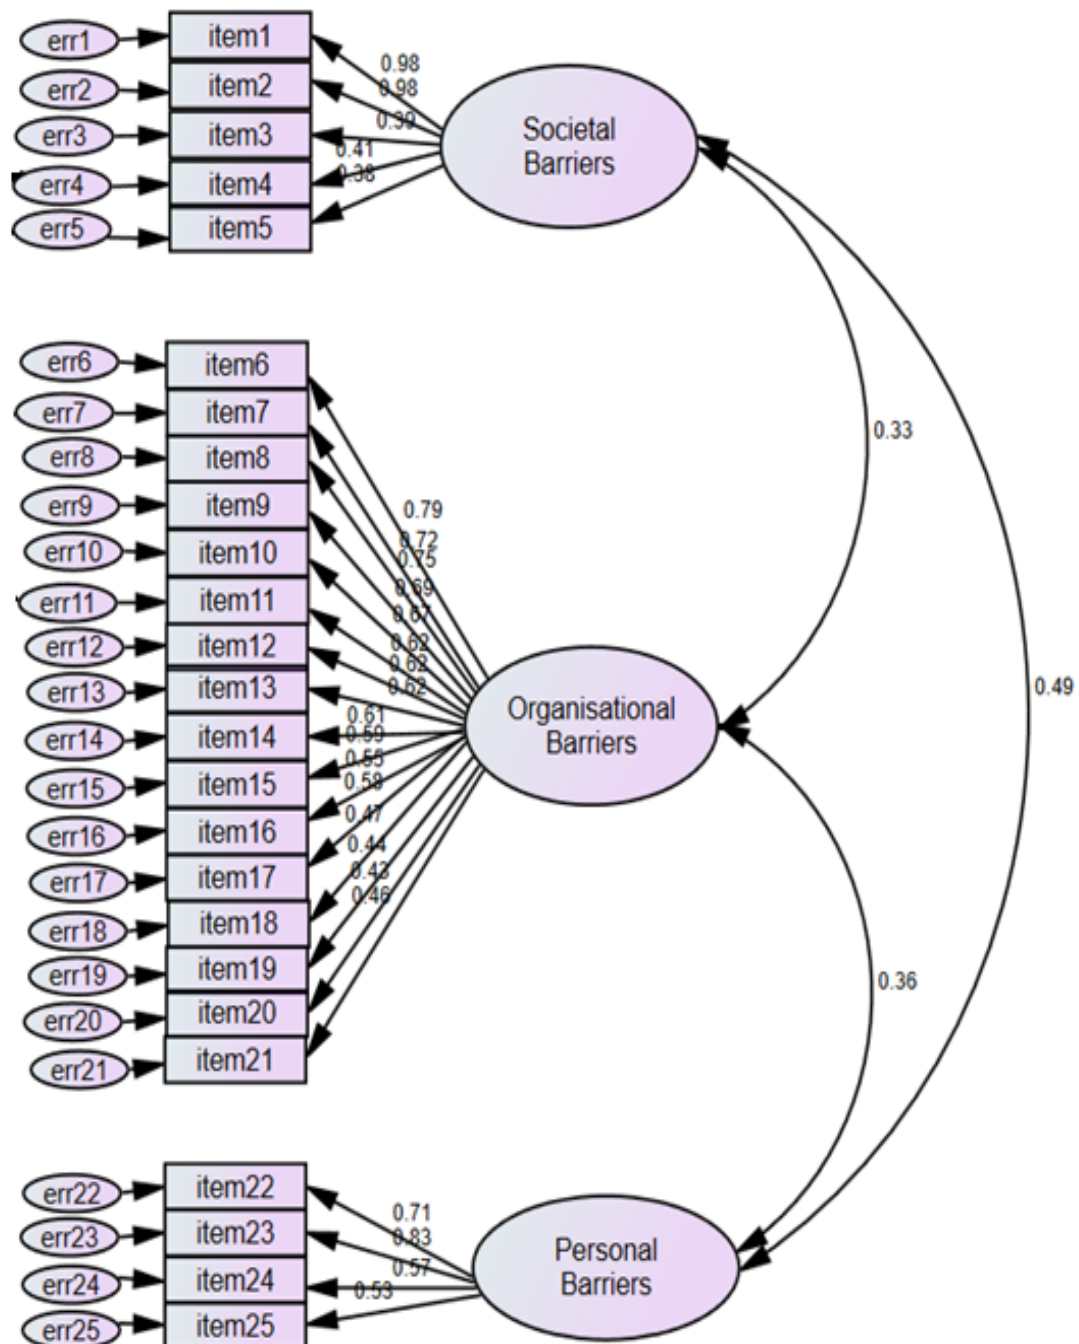 err1 item1
err2 item2
err3 item3
err4 item4
err5 item5
0.98
0.98
0.39
0.41
0.38
Societal
Barriers
err6 item6
err7 item7
err8 item8
err9 item9
err10 item10
err11 item11
err12 item12
err13 item13
err14 item14
err15 item15
err16 item16
err17 item17
err18 item18
err19 item19
err20 item20
err21 item21
0.79
0.72
0.75
0.69
0.67
0.62
0.62
0.62
0.61
0.59
0.55
0.58
0.47
0.44
0.43
0.46
Organisational
Barriers
0.33
0.49
0.36
err22 item22
err23 item23
err24 item24
err25 item25
0.71
0.83
0.57
0.53
Personal
Barriers